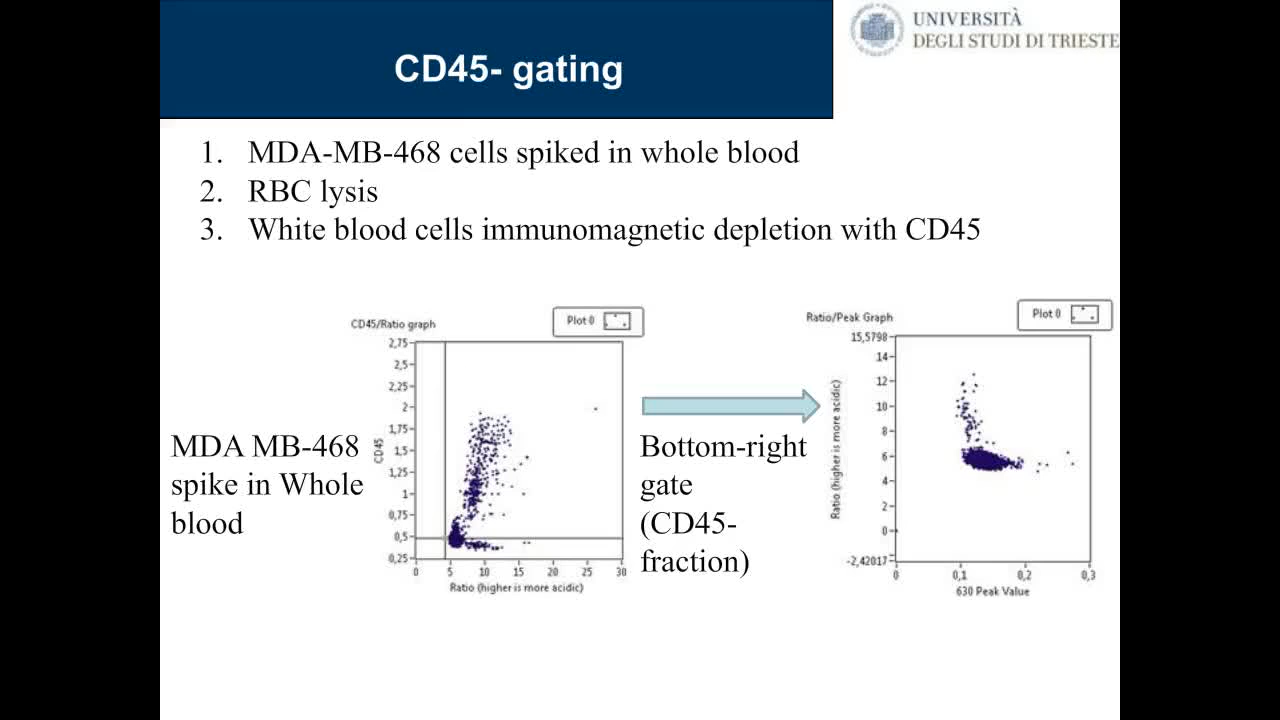 CD45- gating
UNIVERSITÀ
DEGLI STUDI DI TRIESTE
1. MDA-MB-468 cells spiked in whole blood
2. RBC lysis
3. White blood cells immunomagnetic depletion with CD45
MDA MB-468
spike in Whole
blood
CD45/Ratio graph
Plot 0
CD45
2,75
2,5
2,25
2
1,75
1,5
1,25
1
0,75
0,5
0,25
0 5 10 15 20 25 30
Ratio (higher is more acidic)
Bottom-right
gate
(CD45-
fraction)
Ratio/Peak Graph
Plot 0
Ratio (higher is more acidic)
15,5798
14
12
10
8
6
4
2
0
-2,42017
0 0,1 0,2 0,3
630 Peak Value